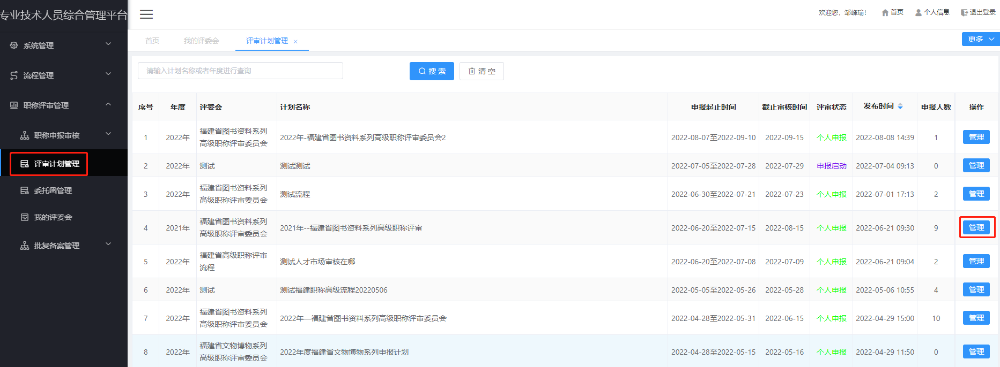 专业技术人员综合管理平台
欢迎您，邹峰瑜！ 首页 个人信息 退出登录
系统管理
流程管理
职称评审管理
职称申报审核
评审计划管理
委托函管理
我的评委会
批复备案管理
首页 我的评委会 评审计划管理 ×
更多
请输入计划名称或者年度进行查询 搜索 清空
序号 年度 评委会 计划名称 申报起止时间 截止审核时间 评审状态 发布时间 申报人数 操作
1 2022年 福建省图书资料系列
高级职称评审委员会 2022年-福建省图书资料系列高级职称评审委员会2 2022-08-07至2022-09-10 2022-09-15 个人申报 2022-08-08 14:39 1 管理
2 2022年 测试 测试测试 2022-07-05至2022-07-28 2022-07-29 申报启动 2022-07-04 09:13 0 管理
3 2022年 福建省图书资料系列
高级职称评审委员会 测试流程 2022-06-30至2022-07-21 2022-07-23 个人申报 2022-07-01 17:13 2 管理
4 2021年 福建省图书资料系列
高级职称评审委员会 2021年--福建省图书资料系列高级职称评审 2022-06-20至2022-07-15 2022-08-15 个人申报 2022-06-21 09:30 9 管理
5 2022年 福建省高级职称评审
流程 测试人才市场审核在哪 2022-06-20至2022-07-08 2022-07-09 个人申报 2022-06-21 09:04 2 管理
6 2022年 测试 测试福建职称高级流程20220506 2022-05-05至2022-05-26 2022-05-28 个人申报 2022-05-06 10:55 4 管理
7 2022年 福建省图书资料系列
高级职称评审委员会 2022年—福建省图书资料系列高级职称评审委员会 2022-04-28至2022-05-31 2022-06-15 个人申报 2022-04-29 15:00 10 管理
8 2022年 福建省文物博物系列
高级职称评审委员会 2022年度福建省文物博物系列申报计划 2022-04-28至2022-05-15 2022-05-16 个人申报 2022-04-29 11:50 0 管理